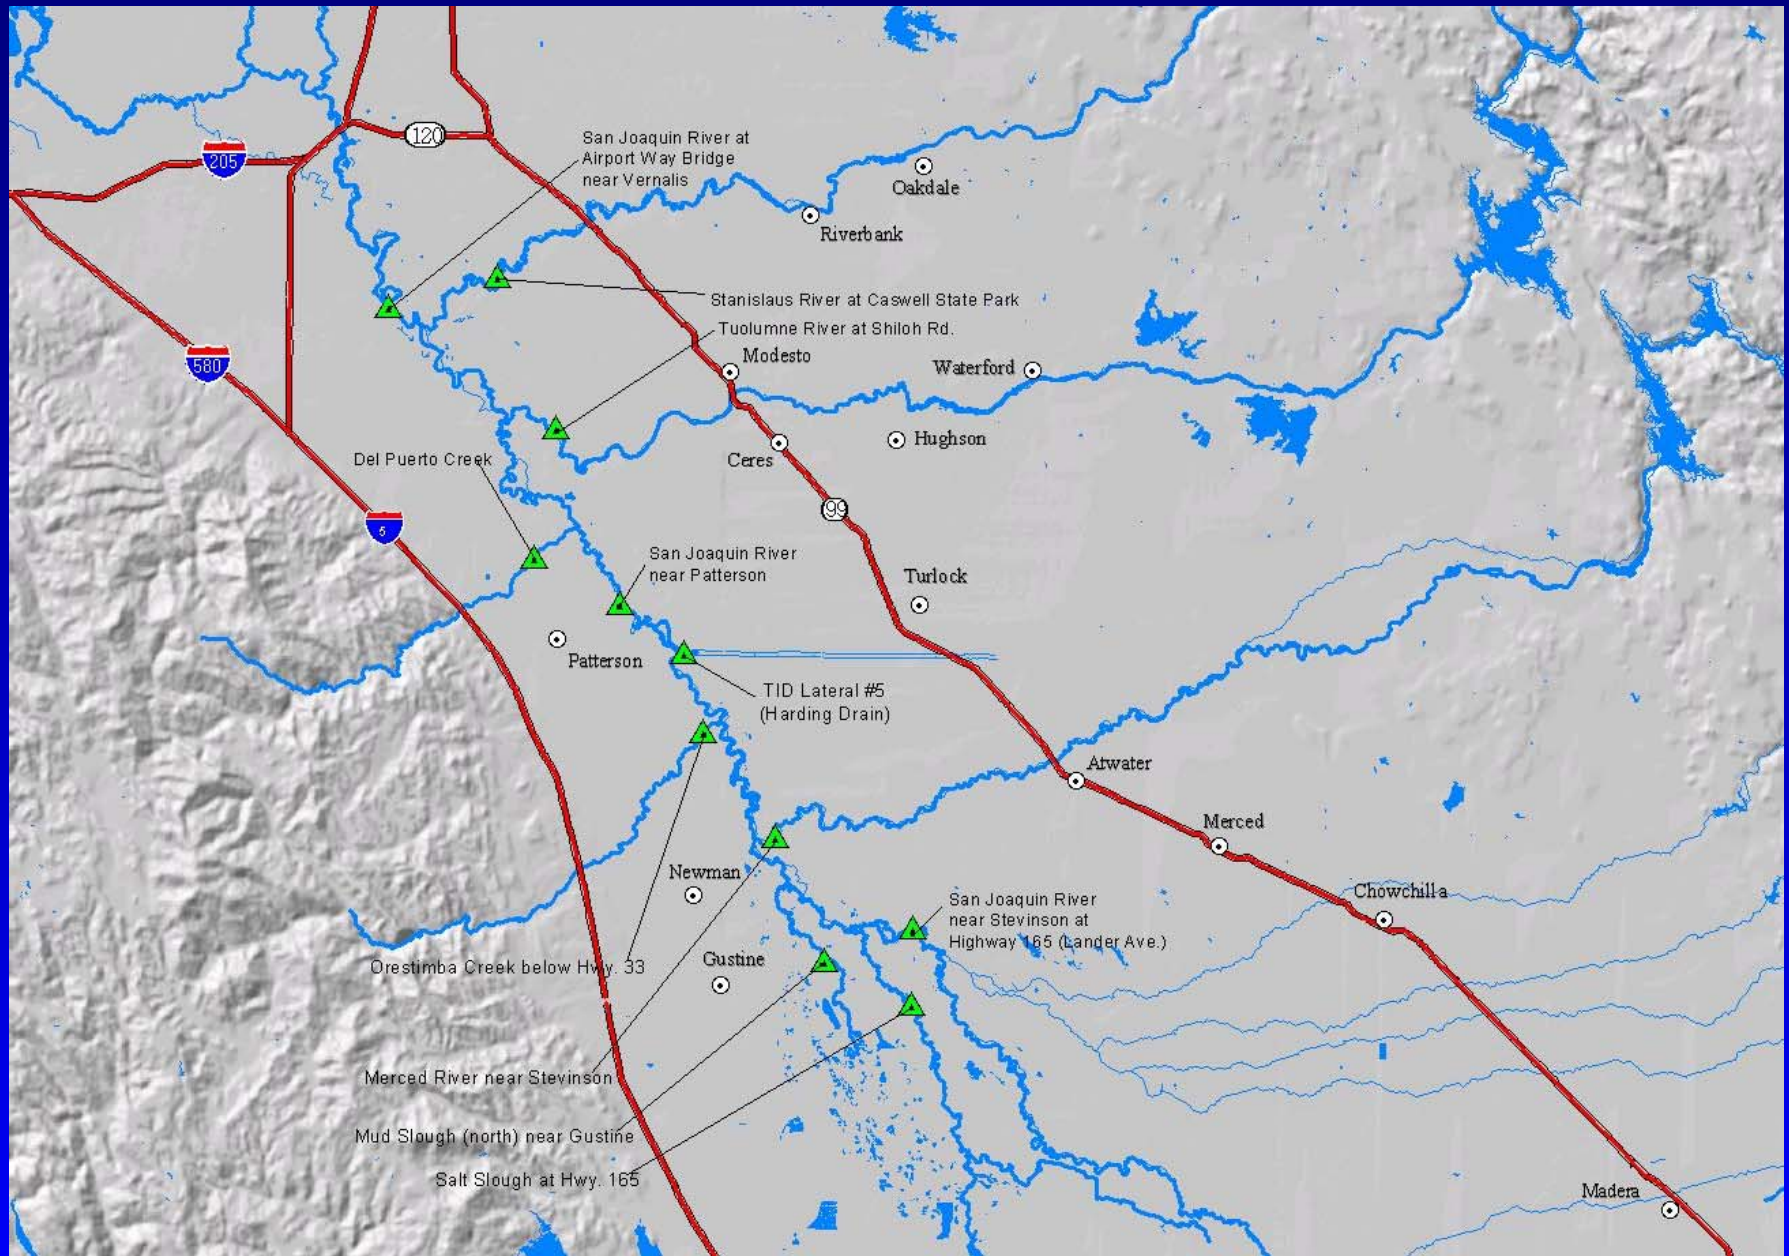 120
San Joaquin River at
Airport Way Bridge
near Vernalis
205
Oakdale
Riverbank
Stanislaus River at Caswell State Park
Tuolumne River at Shiloh Rd.
Modesto
580
Waterford
Hughson
Ceres
Del Puerto Creek
99
5
San Joaquin River
near Patterson
Turlock
Patterson
TID Lateral #5
(Harding Drain)
Atwater
Merced
Newman
Chowchilla
San Joaquin River
near Stevinson at
Highway 165 (Lander Ave.)
Gustine
Orestimba Creek below Hwy. 33
Merced River near Stevinson
Mud Slough (north) near Gustine
Salt Slough at Hwy. 165
Madera